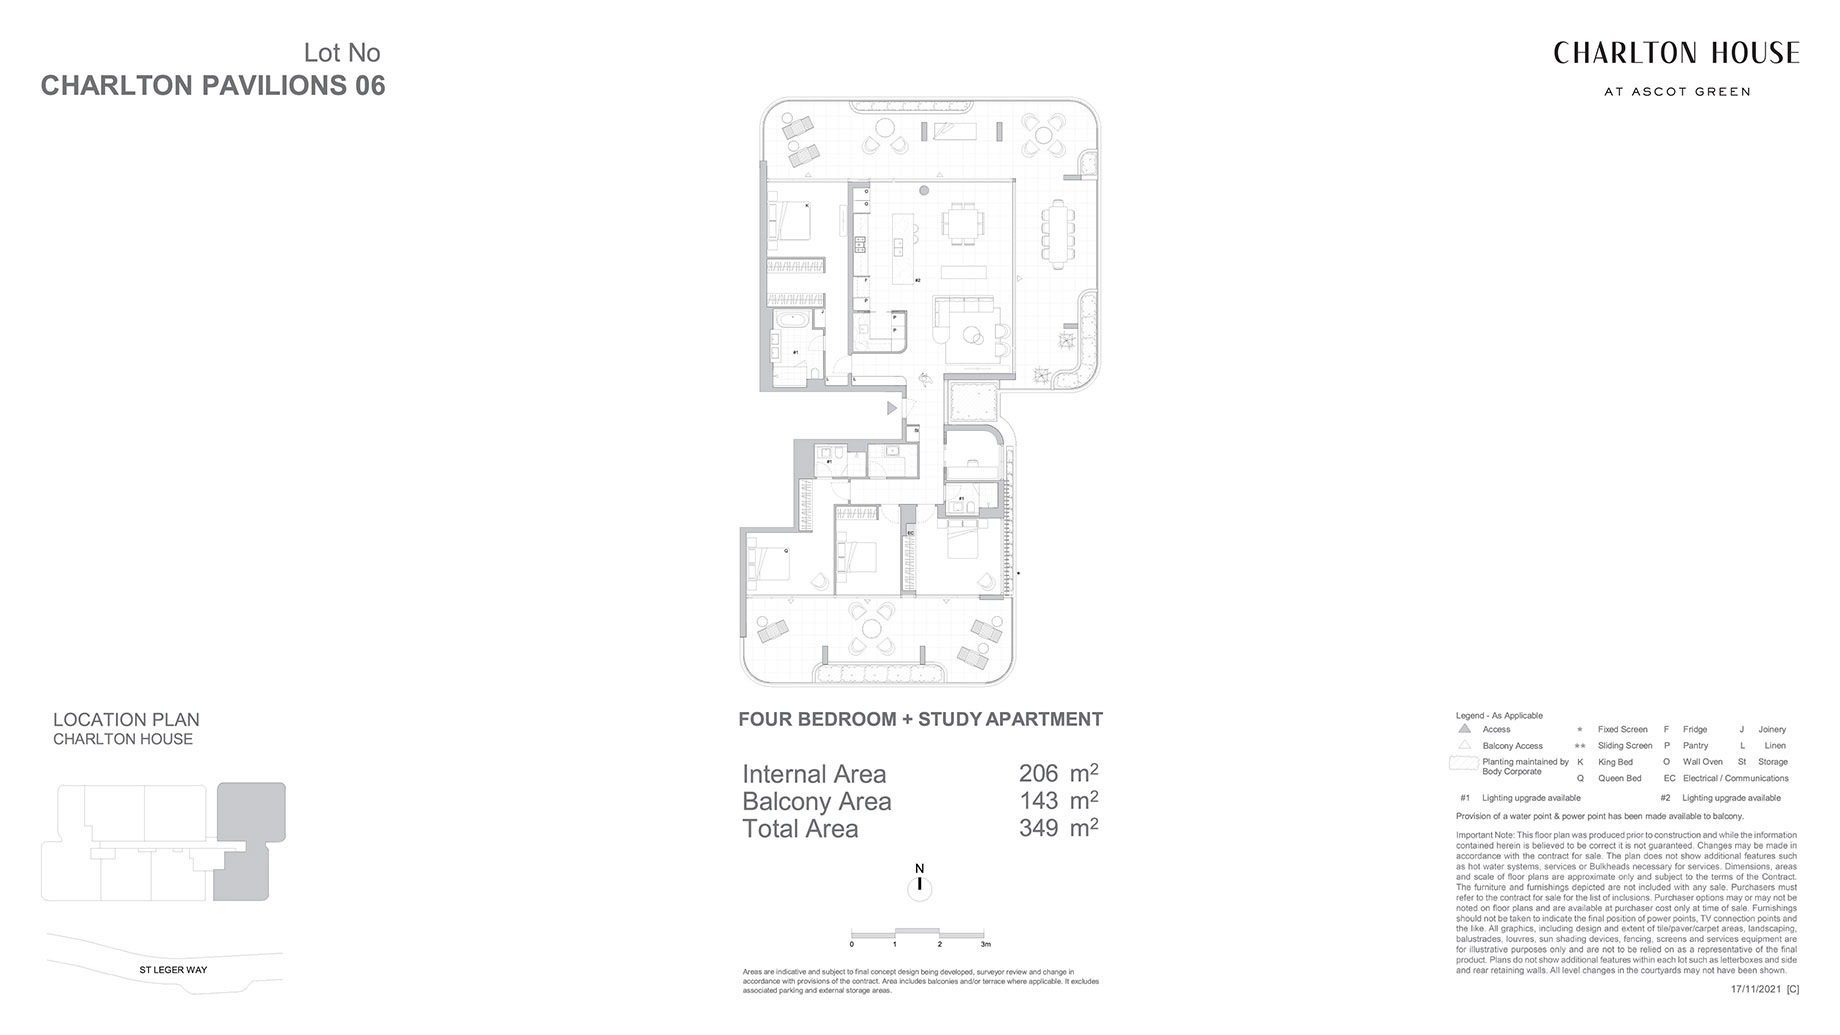 Lot No
CHARLTON PAVILIONS 06
CHARLTON HOUSE
AT ASCOT GREEN
K
O
O
#2
F
P
P
P
J
#1
L
L
St
#1
#1
EC
Q
*
FOUR BEDROOM + STUDY APARTMENT
Internal Area 206 m²
Balcony Area 143 m²
Total Area 349 m²
N
0 1 2 3m
Areas are indicative and subject to final concept design being developed, surveyor review and change in
accordance with provisions of the contract. Area includes balconies and/or terrace where applicable. It excludes
associated parking and external storage areas.
LOCATION PLAN
CHARLTON HOUSE
ST LEGER WAY
Legend - As Applicable
Access * Fixed Screen F Fridge J Joinery
Balcony Access ** Sliding Screen P Pantry L Linen
Planting maintained by K King Bed O Wall Oven St Storage
Body Corporate
Q Queen Bed EC Electrical / Communications
#1 Lighting upgrade available #2 Lighting upgrade available
Provision of a water point & power point has been made available to balcony.
Important Note: This floor plan was produced prior to construction and while the information
contained herein is believed to be correct it is not guaranteed. Changes may be made in
accordance with the contract for sale. The plan does not show additional features such
as hot water systems, services or Bulkheads necessary for services. Dimensions, areas
and scale of floor plans are approximate only and subject to the terms of the Contract.
The furniture and furnishings depicted are not included with any sale. Purchasers must
refer to the contract for sale for the list of inclusions. Purchaser options may or may not be
noted on floor plans and are available at purchaser cost only at time of sale. Furnishings
should not be taken to indicate the final position of power points, TV connection points and
the like. All graphics, including design and extent of tile/paver/carpet areas, landscaping,
balustrades, louvres, sun shading devices, fencing, screens and services equipment are
for illustrative purposes only and are not to be relied on as a representative of the final
product. Plans do not show additional features within each lot such as letterboxes and side
and rear retaining walls. All level changes in the courtyards may not have been shown.
17/11/2021 [C]